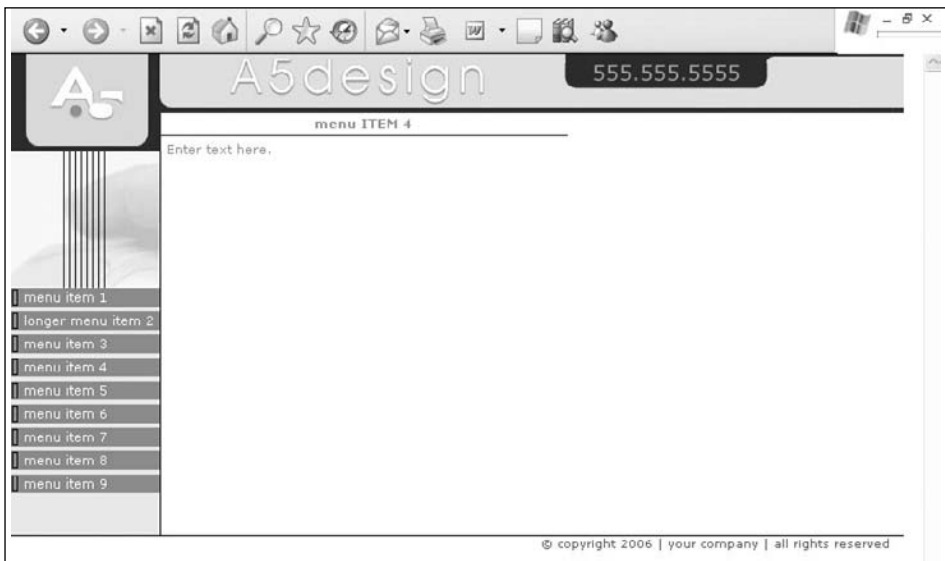 W
A5design
555.555.5555
A5
menu ITEM 4
Enter text here.
menu item 1
longer menu item 2
menu item 3
menu item 4
menu item 5
menu item 6
menu item 7
menu item 8
menu item 9
© copyright 2006 | your company | all rights reserved